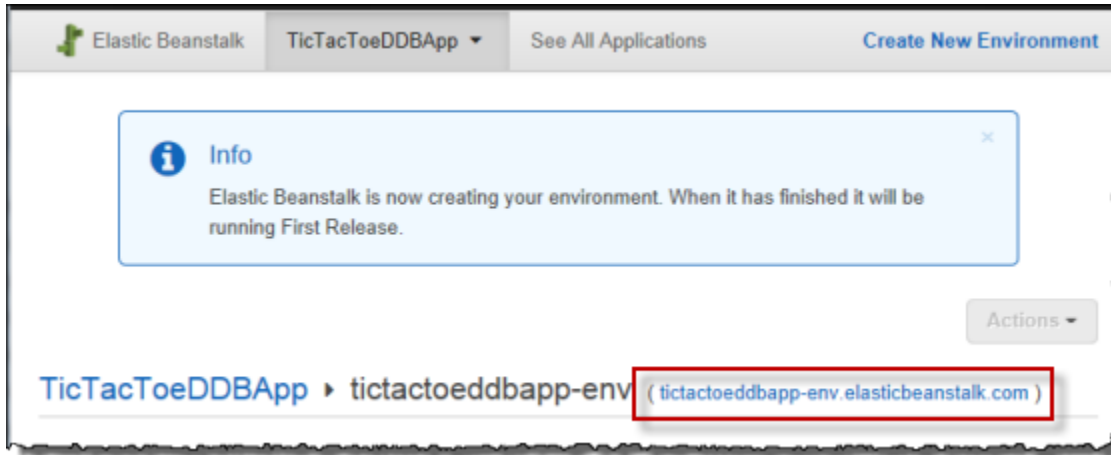 Elastic Beanstalk TicTacToeDDBApp See All Applications Create New Environment
Info
Elastic Beanstalk is now creating your environment. When it has finished it will be
running First Release.
Actions
TicTacToeDDBApp tictactoeddbapp-env ( tictactoeddbapp-env.elasticbeanstalk.com )